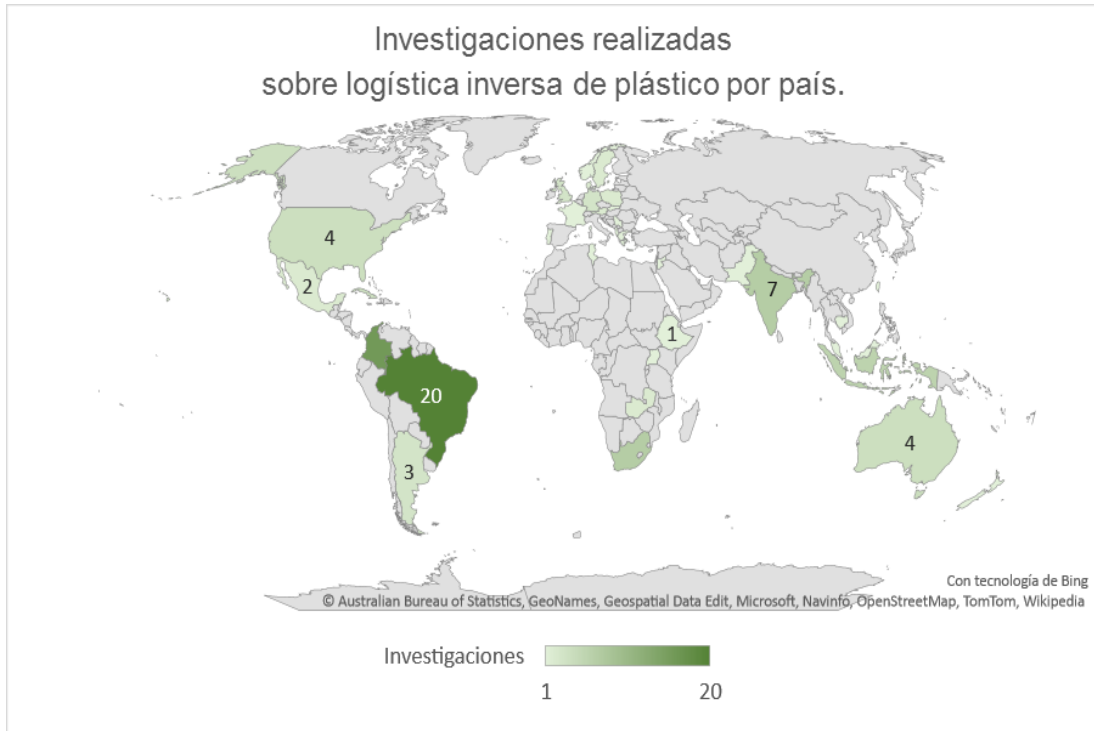 Investigaciones realizadas
sobre logística inversa de plástico por país.
4
2
20
3
1
7
4
Con tecnología de Bing
© Australian Bureau of Statistics, GeoNames, Geospatial Data Edit, Microsoft, Navinfo, OpenStreetMap, TomTom, Wikipedia
Investigaciones
1 20